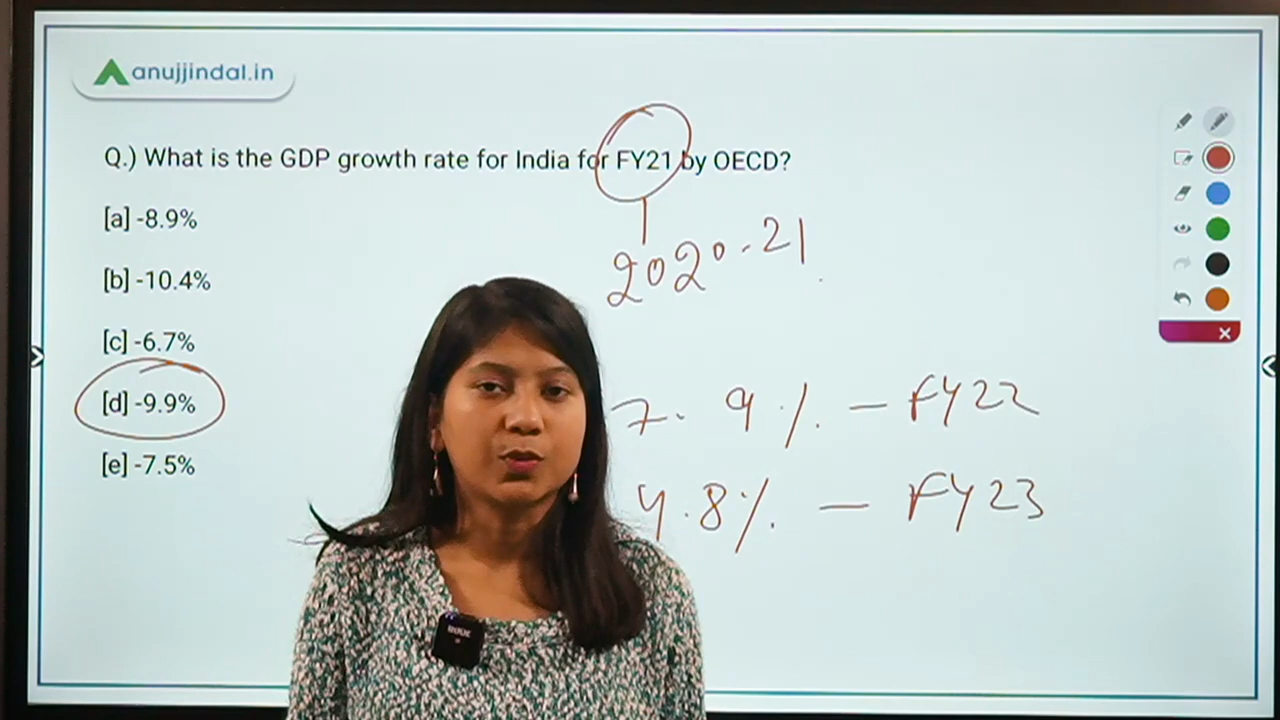 anujjindal.in
Q.) What is the GDP growth rate for India for FY21 by OECD?
[a] -8.9%
[b] -10.4%
[c] -6.7%
[d] -9.9%
[e] -7.5%
2020-21
7.9% - FY22
4.8% - FY23